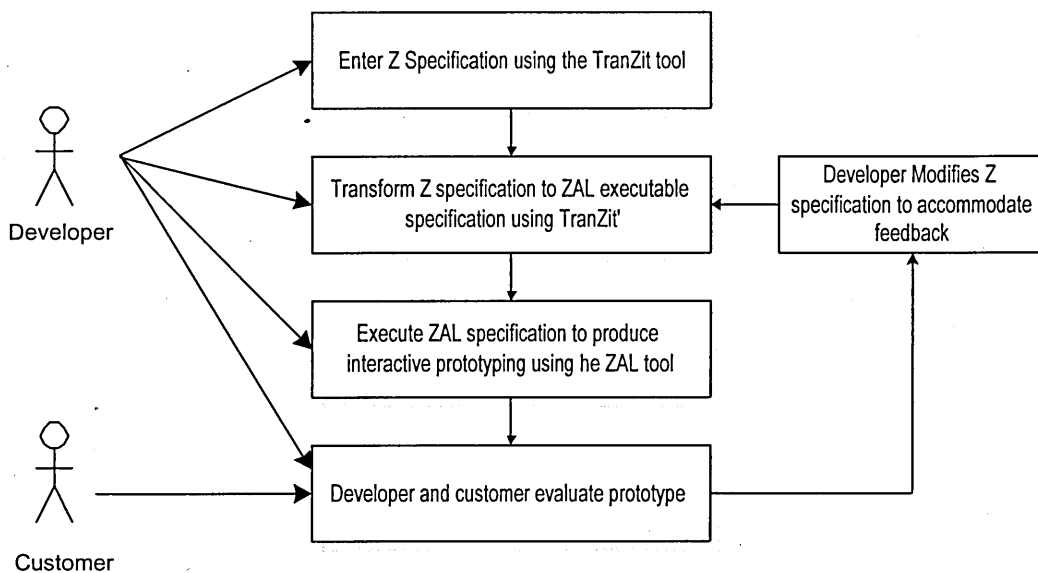 Enter Z Specification using the TranZit tool
Developer
Transform Z specification to ZAL executable
specification using TranZit'
Developer Modifies Z
specification to accommodate
feedback
Execute ZAL specification to produce
interactive prototyping using he ZAL tool
Customer
Developer and customer evaluate prototype